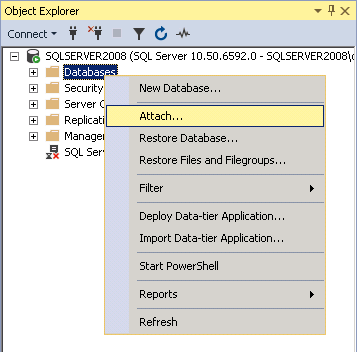 Object Explorer
Connect
SQLSERVER2008 (SQL Server 10.50.6592.0 - SQLSERVER2008\
Databases
Security
Server
Replicati
Manage
SQL Serv
New Database...
Attach...
Restore Database...
Restore Files and Filegroups...
Filter
Deploy Data-tier Application...
Import Data-tier Application...
Start PowerShell
Reports
Refresh